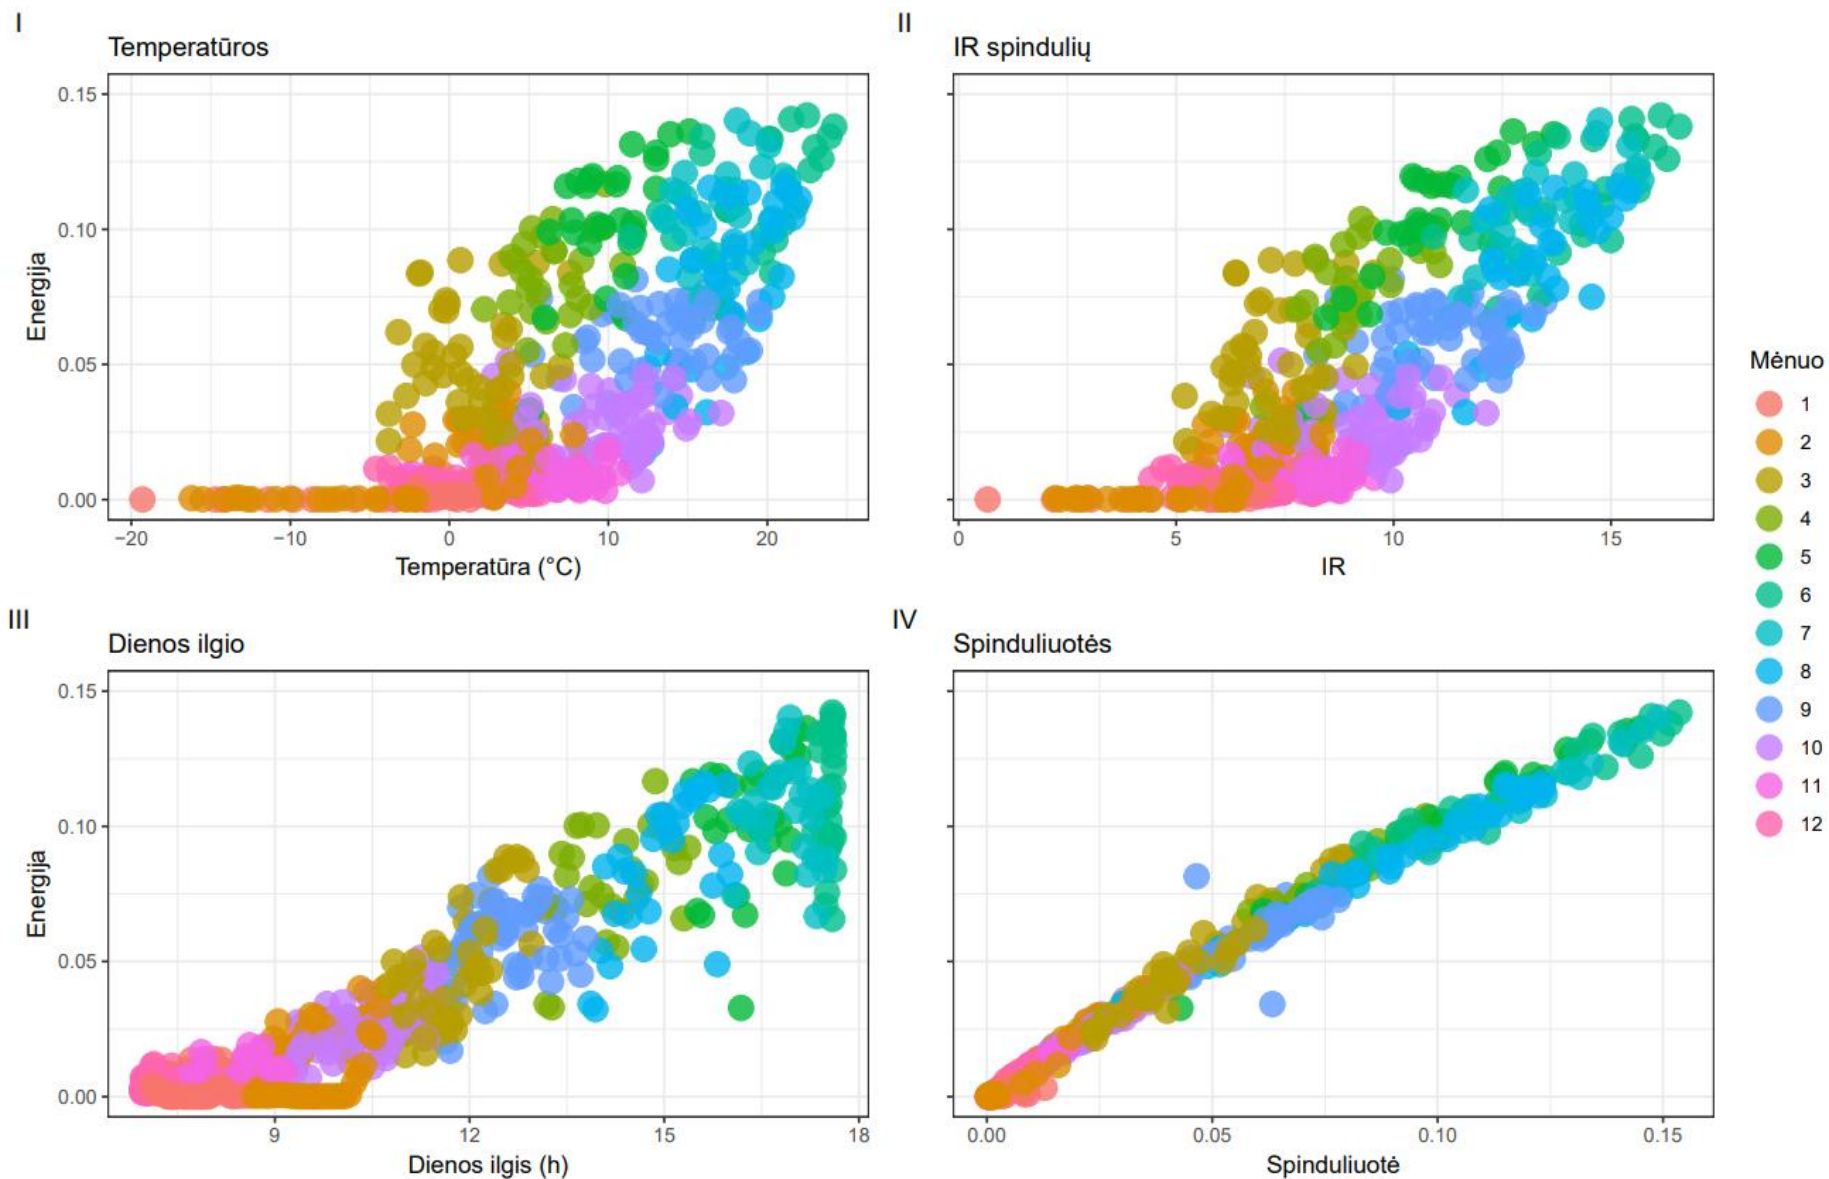 I
Temperatūros
Energija
0.15
0.10
0.05
0.00
−20
−10
0
10
20
Temperatūra (°C)
II
IR spindulių
0
5
10
15
IR
III
Dienos ilgio
Energija
0.15
0.10
0.05
0.00
9
12
15
18
Dienos ilgis (h)
IV
Spinduliuotės
0.00
0.05
0.10
0.15
Spinduliuotė
Mėnuo
1
2
3
4
5
6
7
8
9
10
11
12